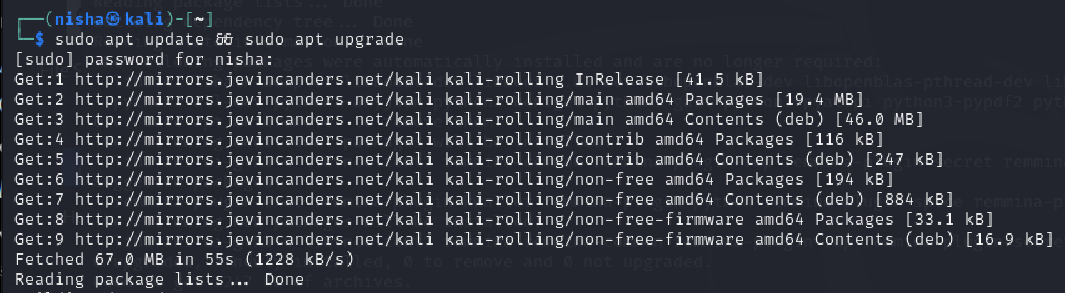 ┌──(nisha㉿kali)-[~]
└─$ sudo apt update && sudo apt upgrade
[sudo] password for nisha:
Get:1 http://mirrors.jevincanders.net/kali kali-rolling InRelease [41.5 kB]
Get:2 http://mirrors.jevincanders.net/kali kali-rolling/main amd64 Packages [19.4 MB]
Get:3 http://mirrors.jevincanders.net/kali kali-rolling/main amd64 Contents (deb) [46.0 MB]
Get:4 http://mirrors.jevincanders.net/kali kali-rolling/contrib amd64 Packages [116 kB]
Get:5 http://mirrors.jevincanders.net/kali kali-rolling/contrib amd64 Contents (deb) [247 kB]
Get:6 http://mirrors.jevincanders.net/kali kali-rolling/non-free amd64 Packages [194 kB]
Get:7 http://mirrors.jevincanders.net/kali kali-rolling/non-free amd64 Contents (deb) [884 kB]
Get:8 http://mirrors.jevincanders.net/kali kali-rolling/non-free-firmware amd64 Packages [33.1 kB]
Get:9 http://mirrors.jevincanders.net/kali kali-rolling/non-free-firmware amd64 Contents (deb) [16.9 kB]
Fetched 67.0 MB in 55s (1228 kB/s)
Reading package lists... Done